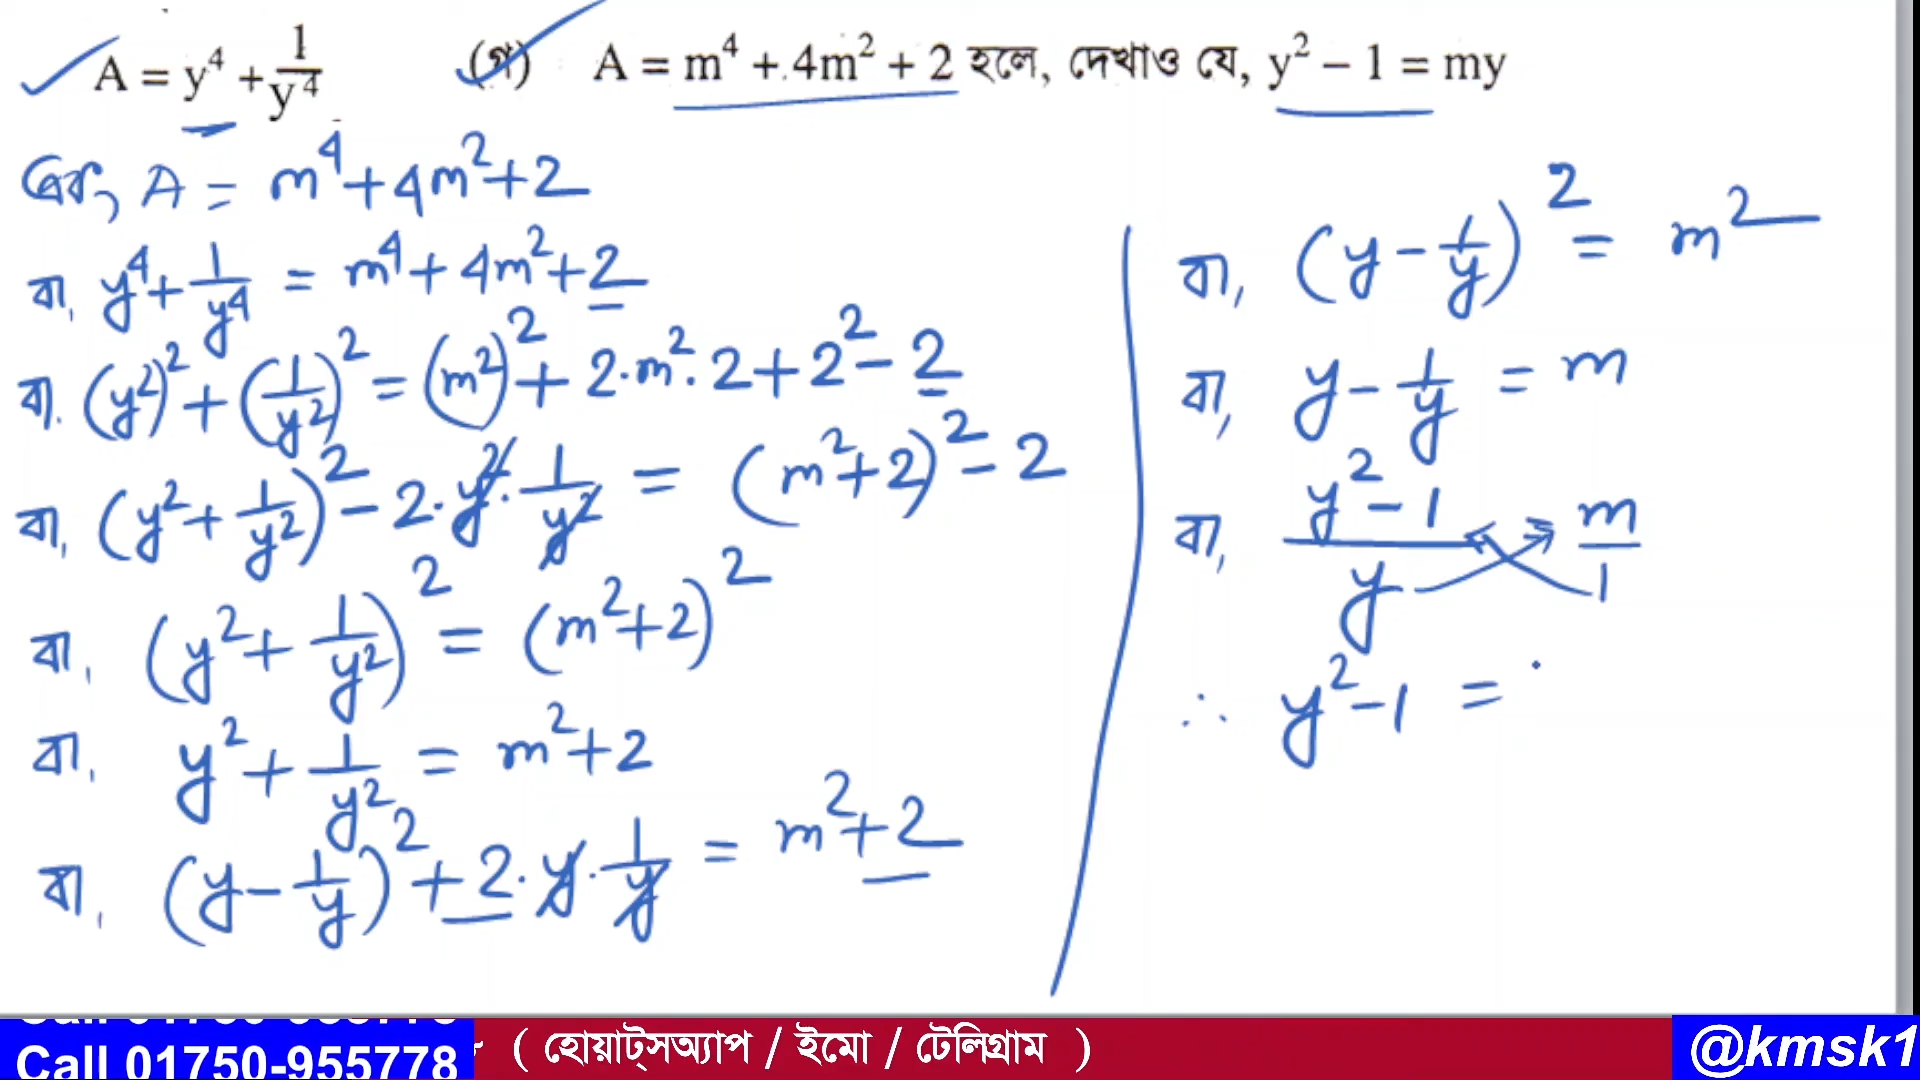 A = y⁴ + 1/y⁴ (গ) A = m⁴ + 4m² + 2 হলে, দেখাও যে, y² – 1 = my
এবং, A = m⁴ + 4m² + 2
বা, y⁴ + 1/y⁴ = m⁴ + 4m² + 2
বা. (y²)² + (1/y²)² = (m²)² + 2·m²·2 + 2² – 2
বা, (y² + 1/y²)² – 2·y²·1/y² = (m² + 2)² – 2
বা, (y² + 1/y²)² = (m² + 2)²
বা, y² + 1/y² = m² + 2
বা, (y – 1/y)² + 2·y·1/y = m² + 2
বা, (y – 1/y)² = m²
বা, y – 1/y = m
বা, (y² – 1)/y = m/1
∴ y² – 1 =
Call 01750-955778 ( হোয়াট্সঅ্যাপ / ইমো / টেলিগ্রাম )
@kmsk1